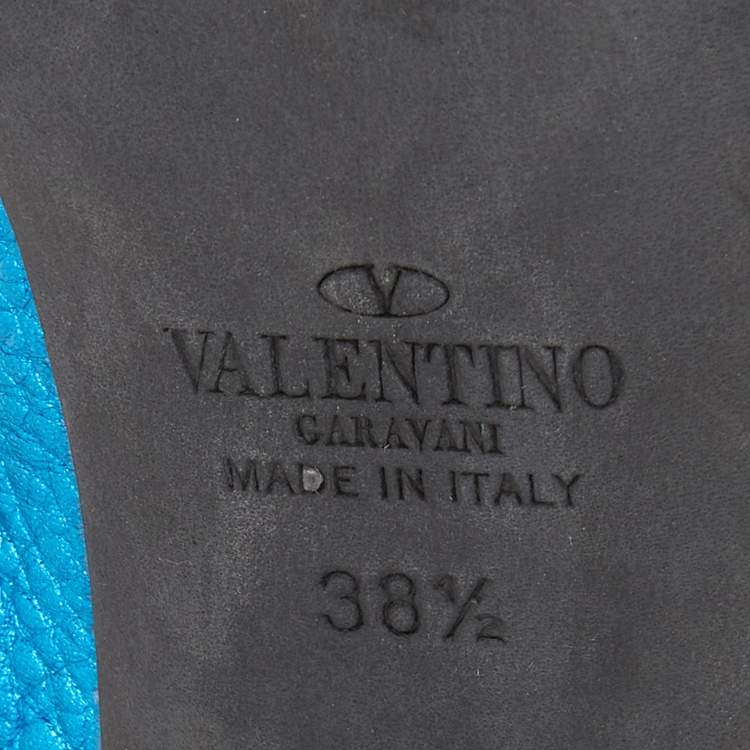 V
VALENTINO
GARAVANI
MADE IN ITALY
38½